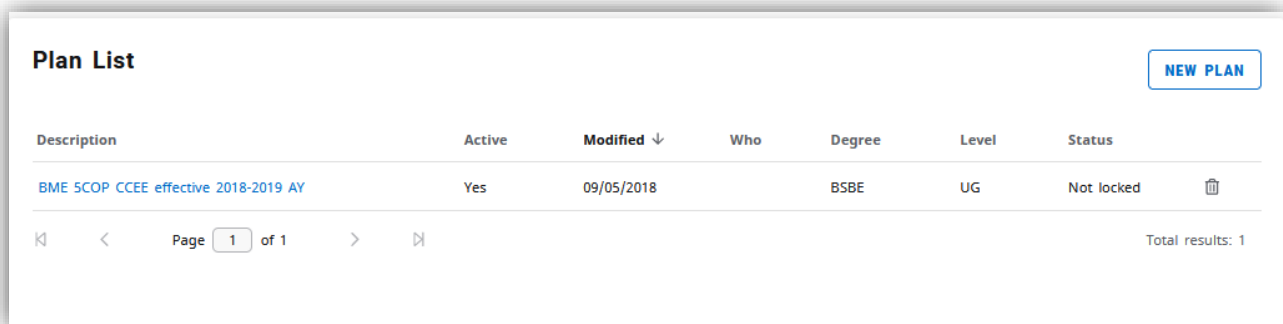 Plan List
NEW PLAN
Description Active Modified Who Degree Level Status
BME 5COP CCEE effective 2018-2019 AY Yes 09/05/2018 BSBE UG Not locked
Page 1 of 1 Total results: 1